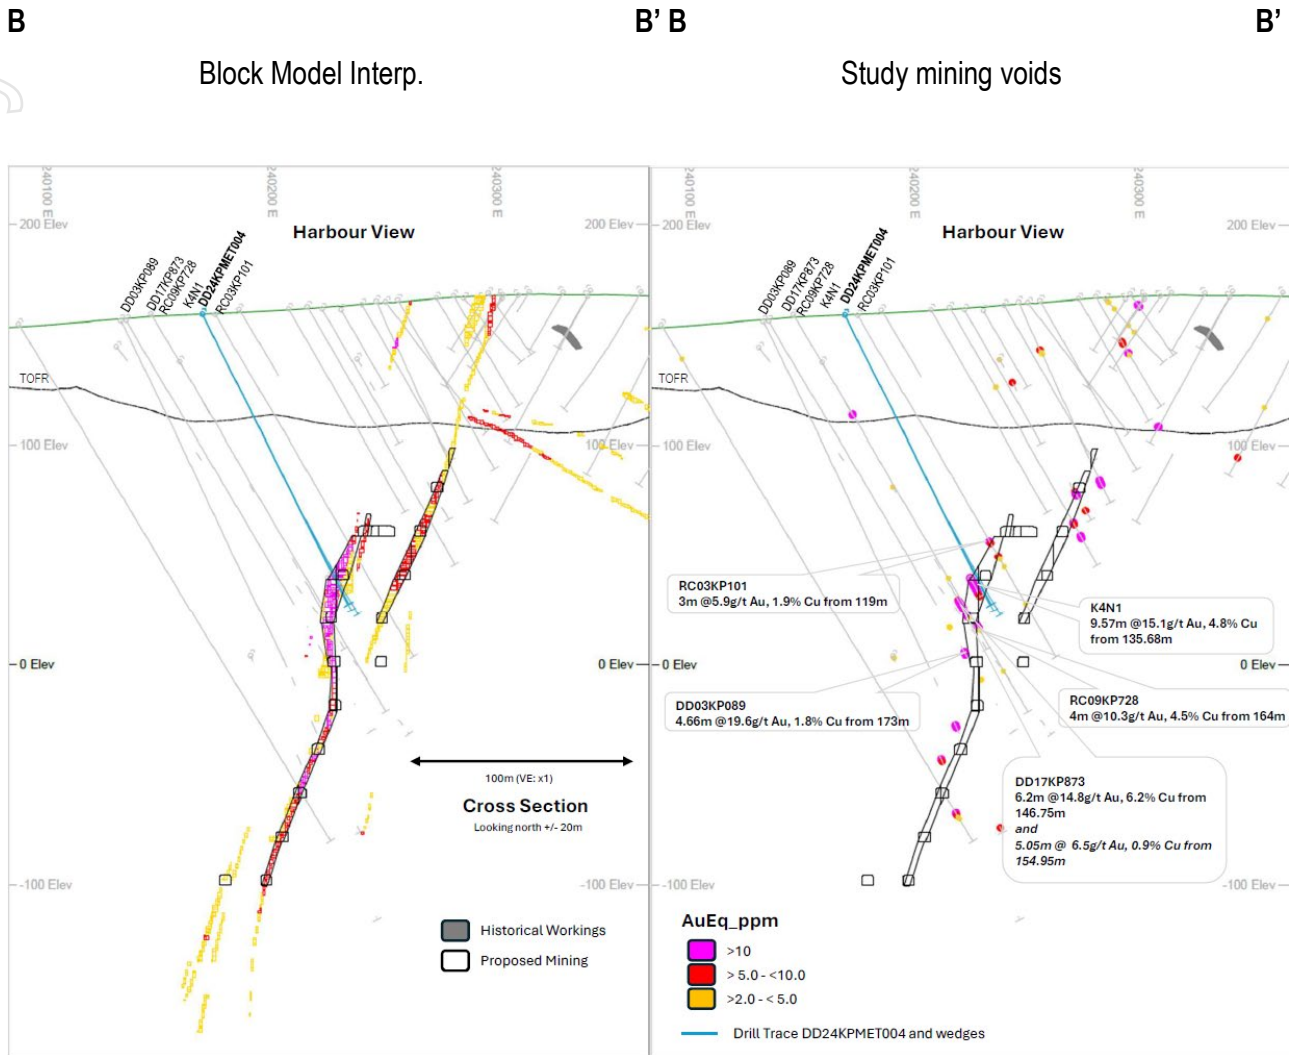 B
B’ B
B’
Block Model Interp.
Study mining voids
240100 E
240200 E
240300 E
240100 E
240200 E
240300 E
200 Elev
200 Elev
200 Elev
200 Elev
Harbour View
Harbour View
DD03KP089
DD17KP873
RC09KP728
K4N1
DD24KPMET004
RC03KP101
DD03KP089
DD17KP873
RC09KP728
K4N1
DD24KPMET004
RC03KP101
TOFR
TOFR
100 Elev
100 Elev
100 Elev
100 Elev
RC03KP101
3m @5.9g/t Au, 1.9% Cu from 119m
K4N1
9.57m @15.1g/t Au, 4.8% Cu
from 135.68m
0 Elev
0 Elev
0 Elev
0 Elev
DD03KP089
4.66m @19.6g/t Au, 1.8% Cu from 173m
RC09KP728
4m @10.3g/t Au, 4.5% Cu from 164m
100m (VE: x1)
Cross Section
Looking north +/- 20m
DD17KP873
6.2m @14.8g/t Au, 6.2% Cu from
146.75m
and
5.05m @ 6.5g/t Au, 0.9% Cu from
154.95m
-100 Elev
-100 Elev
-100 Elev
-100 Elev
Historical Workings
Proposed Mining
AuEq_ppm
>10
> 5.0 - <10.0
>2.0 - < 5.0
Drill Trace DD24KPMET004 and wedges